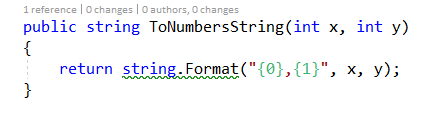 1 reference | 0 changes | 0 authors, 0 changes
public string ToNumbersString(int x, int y)
{
    return string.Format("{0},{1}", x, y);
}